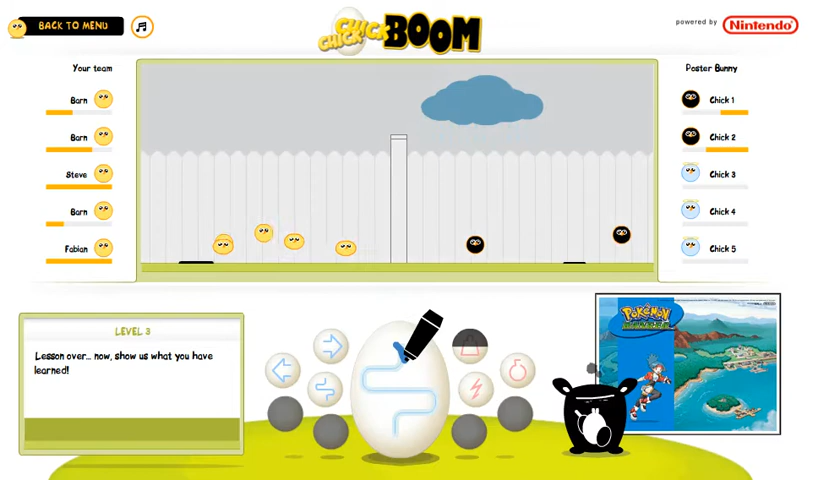 BACK TO MENU
CHICK
CHICK
BOOM
powered by
Nintendo
Your team
Barn
Barn
Steve
Barn
Fabian
Poster Bunny
Chick 1
Chick 2
Chick 3
Chick 4
Chick 5
LEVEL 3
Lesson over... now, show us what you have
learned!
POKéMON